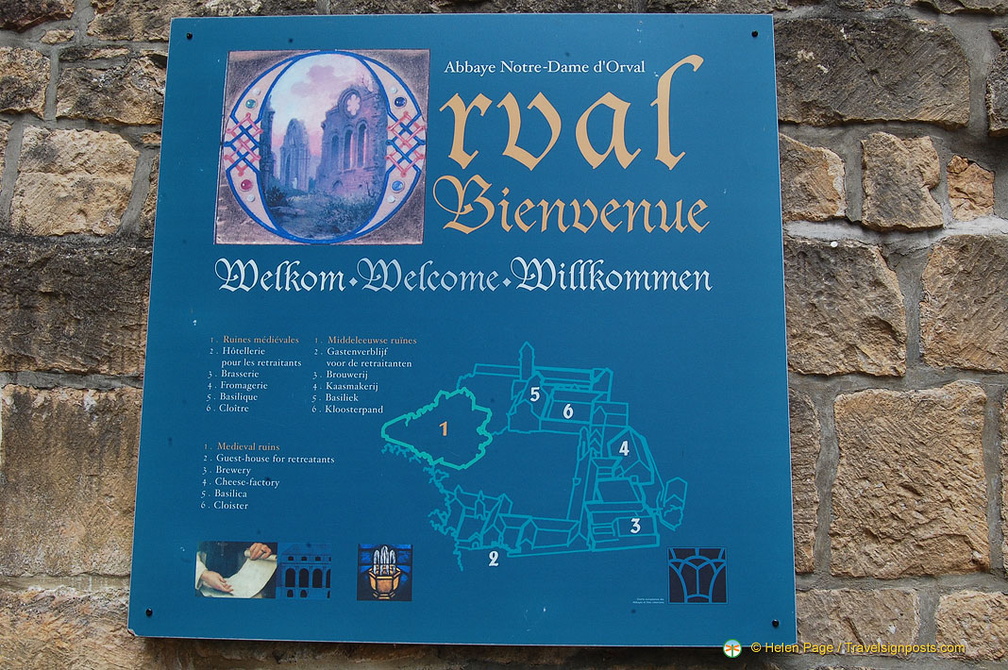 Abbaye Notre-Dame d'Orval
Orval
Bienvenue
Welkom · Welcome · Willkommen
1. Ruines médiévales
2. Hôtellerie
pour les retraitants
3. Brasserie
4. Fromagerie
5. Basilique
6. Cloître
1. Middeleeuwse ruïnes
2. Gastenverblijf
voor de retraitanten
3. Brouwerij
4. Kaasmakerij
5. Basiliek
6. Kloosterpand
1. Medieval ruins
2. Guest-house for retreatants
3. Brewery
4. Cheese-factory
5. Basilica
6. Cloister
5
6
1
4
3
2
© Helen Page / Travelsignposts.com